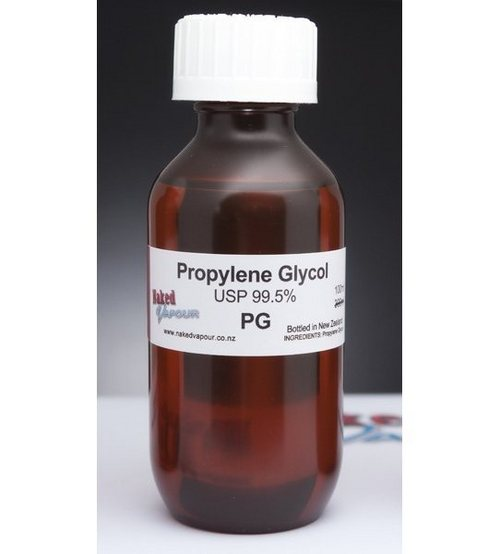 Propylene Glycol
USP 99.5%
PG
Naked
VAPOUR
www.nakedvapour.co.nz
Bottled in New Zealand
INGREDIENTS: Propylene